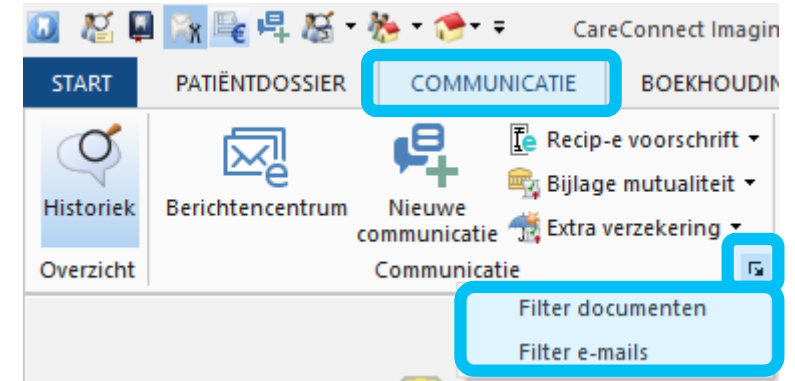 CareConnect Imagin
START PATIËNTDOSSIER COMMUNICATIE BOEKHOUDIN
Recip-e voorschrift
Bijlage mutualiteit
Extra verzekering
Historiek Berichtencentrum Nieuwe
communicatie
Overzicht Communicatie
Filter documenten
Filter e-mails